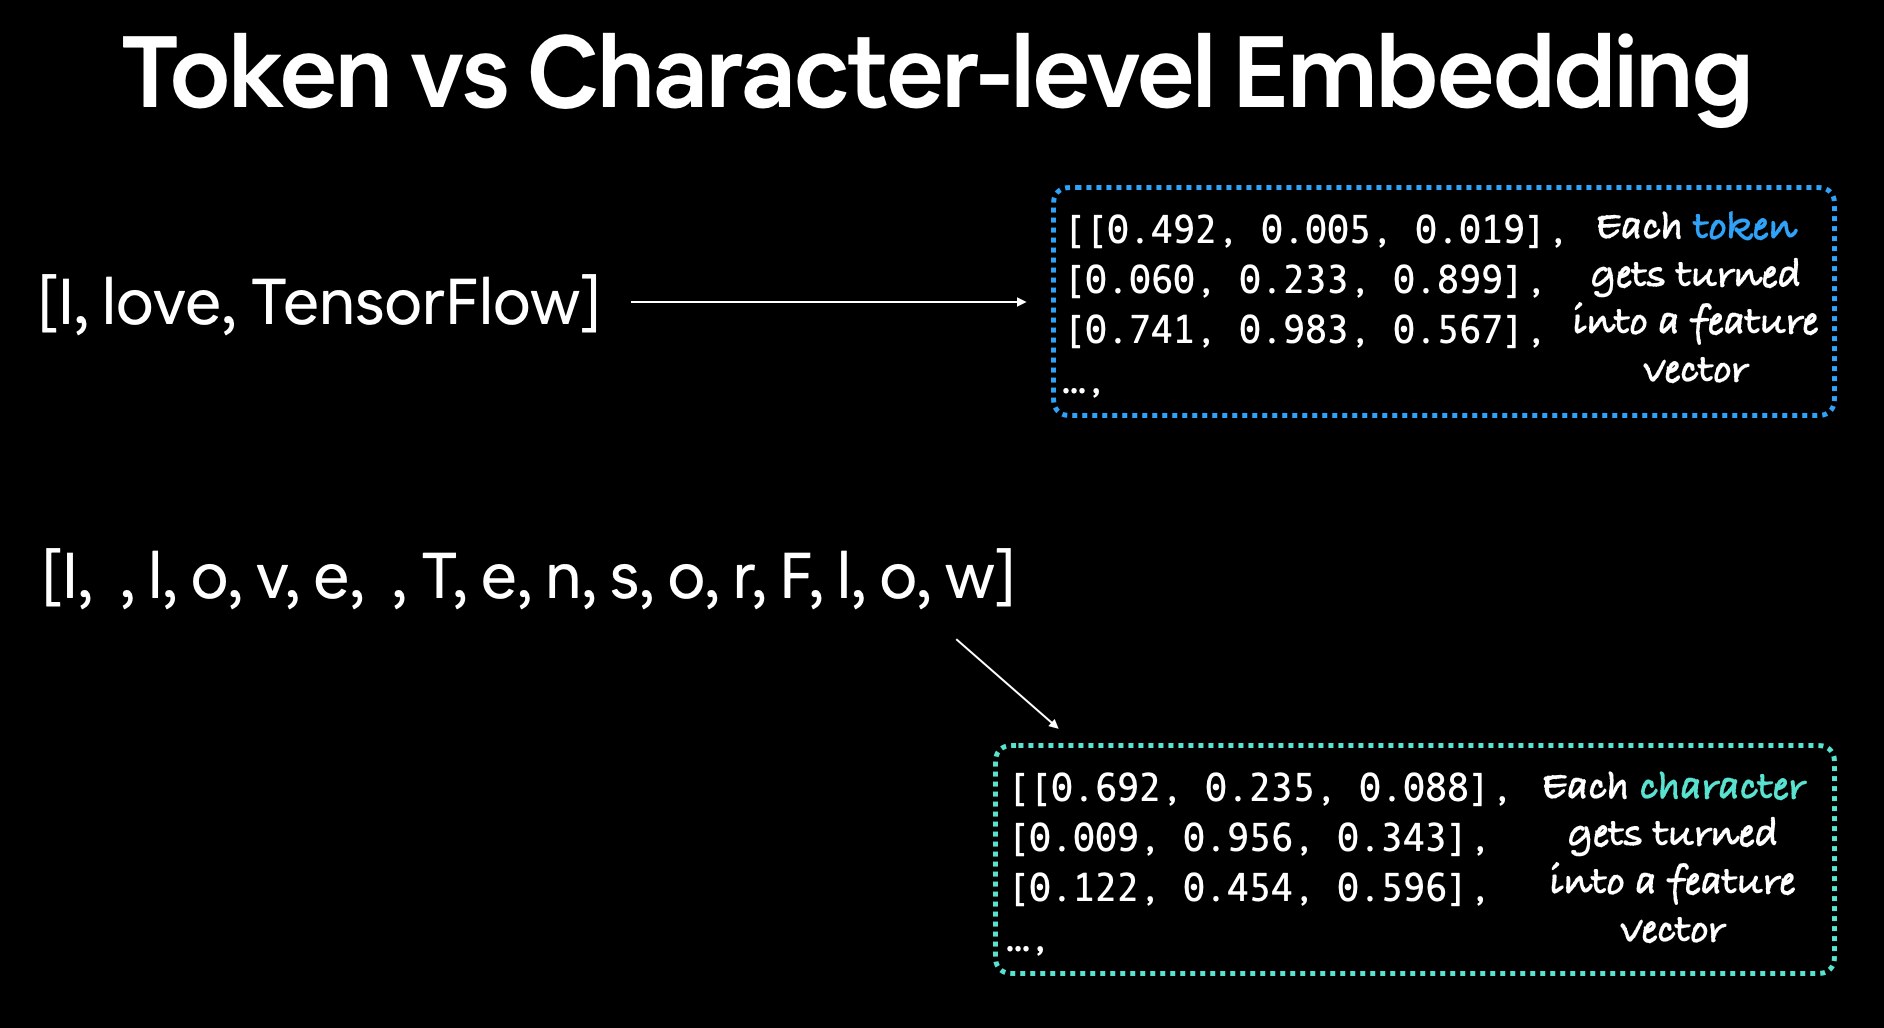 Token vs Character-level Embedding
[I, love, TensorFlow]
[[0.492, 0.005, 0.019],
[0.060, 0.233, 0.899],
[0.741, 0.983, 0.567],
…,
Each token
gets turned
into a feature
vector
[I,  , l, o, v, e,  , T, e, n, s, o, r, F, l, o, w]
[[0.692, 0.235, 0.088],
[0.009, 0.956, 0.343],
[0.122, 0.454, 0.596],
…,
Each character
gets turned
into a feature
vector